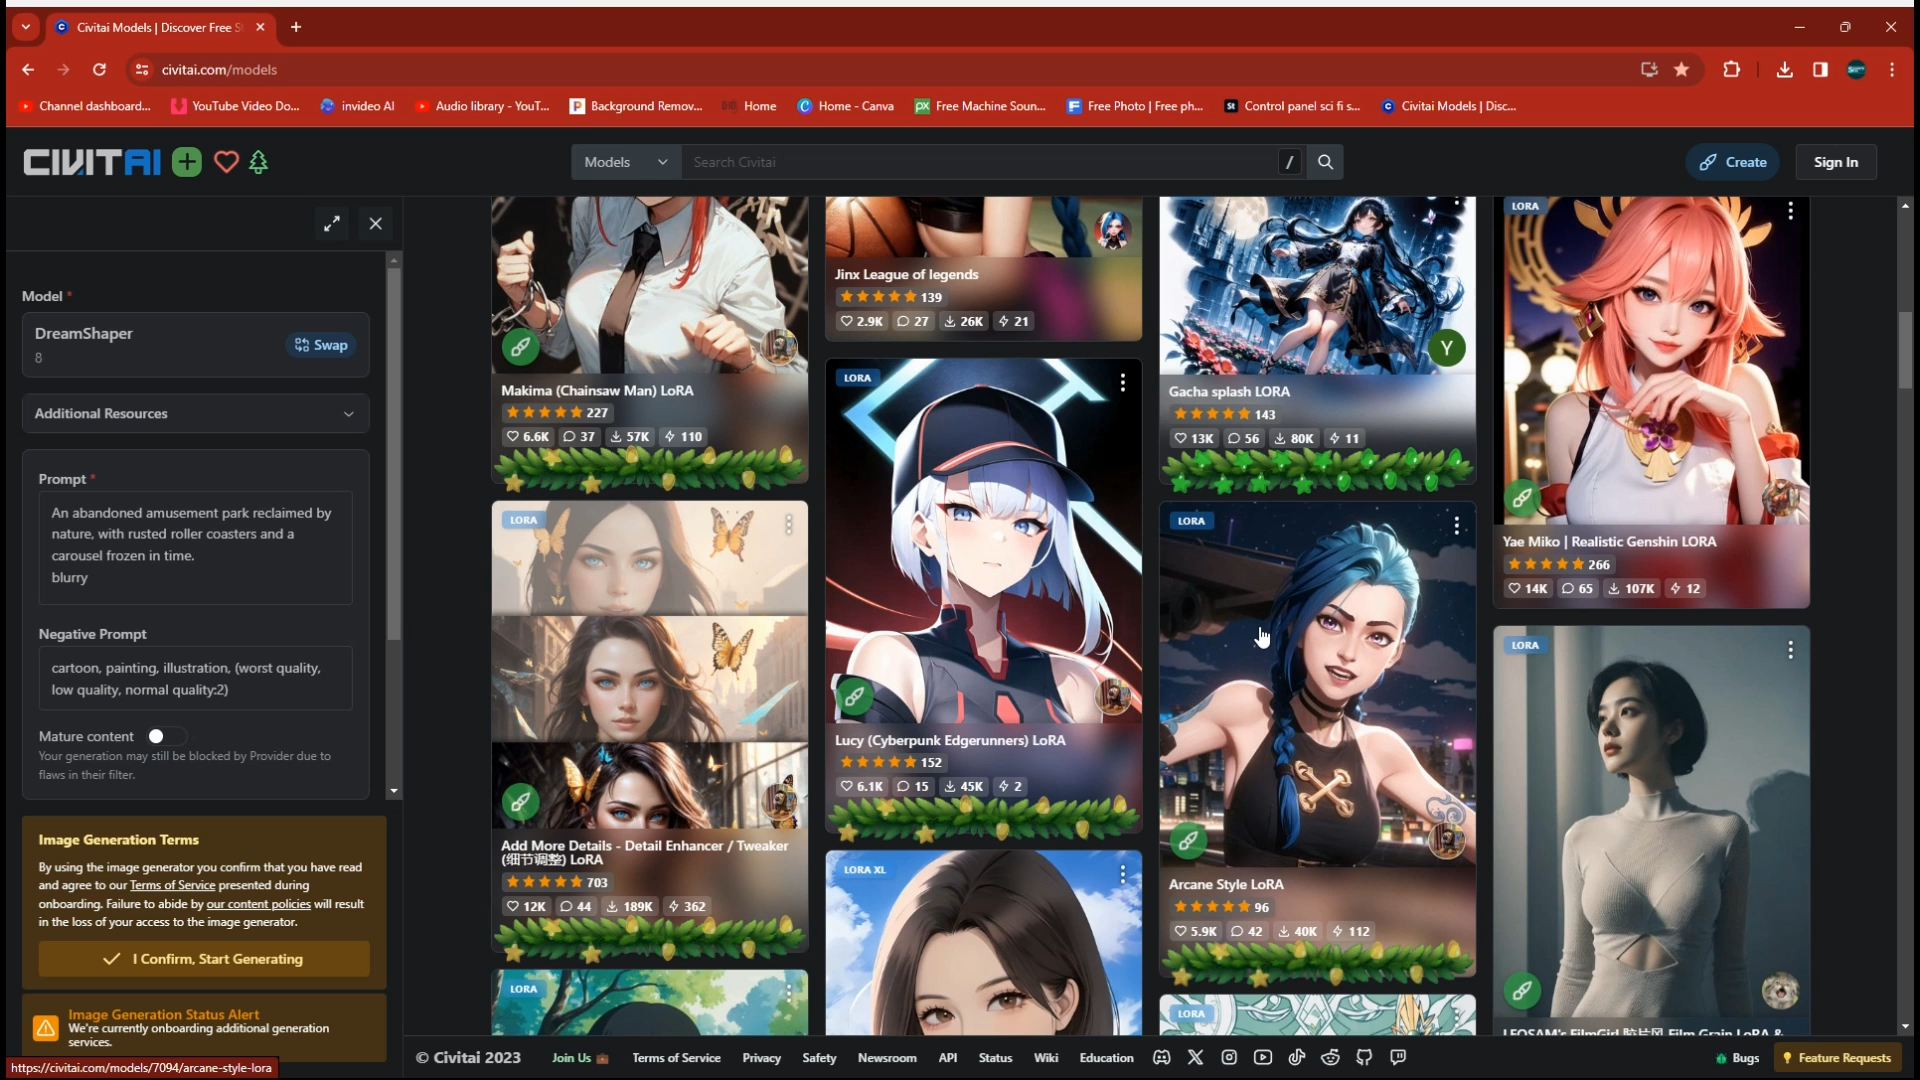 Civitai Models | Discover Free S
civitai.com/models
Channel dashboard...
YouTube Video Do...
invideo AI
Audio library - YouT...
Background Remov...
Home
Home - Canva
Free Machine Soun...
Free Photo | Free ph...
Control panel sci fi s...
Civitai Models | Disc...
CIVITAI
Models
Search Civitai
/
Create
Sign In
Model *
DreamShaper
8
Swap
Additional Resources
Prompt *
An abandoned amusement park reclaimed by
nature, with rusted roller coasters and a
carousel frozen in time.
blurry
Negative Prompt
cartoon, painting, illustration, (worst quality,
low quality, normal quality:2)
Mature content
Your generation may still be blocked by Provider due to
flaws in their filter.
Image Generation Terms
By using the image generator you confirm that you have read
and agree to our Terms of Service presented during
onboarding. Failure to abide by our content policies will result
in the loss of your access to the image generator.
I Confirm, Start Generating
Image Generation Status Alert
We're currently onboarding additional generation
services.
https://civitai.com/models/7094/arcane-style-lora
Makima (Chainsaw Man) LoRA
227
6.6K 37 57K 110
LORA
Add More Details - Detail Enhancer / Tweaker
(细节调整) LoRA
703
12K 44 189K 362
LORA
Jinx League of legends
139
2.9K 27 26K 21
LORA
Lucy (Cyberpunk Edgerunners) LoRA
152
6.1K 15 45K 2
LORA XL
Y
Gacha splash LORA
143
13K 56 80K 11
LORA
Arcane Style LoRA
96
5.9K 42 40K 112
LORA
LORA
Yae Miko | Realistic Genshin LORA
266
14K 65 107K 12
LORA
LEOSAM's FilmGirl 胶片风 Film Grain LoRA &
© Civitai 2023
Join Us
Terms of Service
Privacy
Safety
Newsroom
API
Status
Wiki
Education
Bugs
Feature Requests